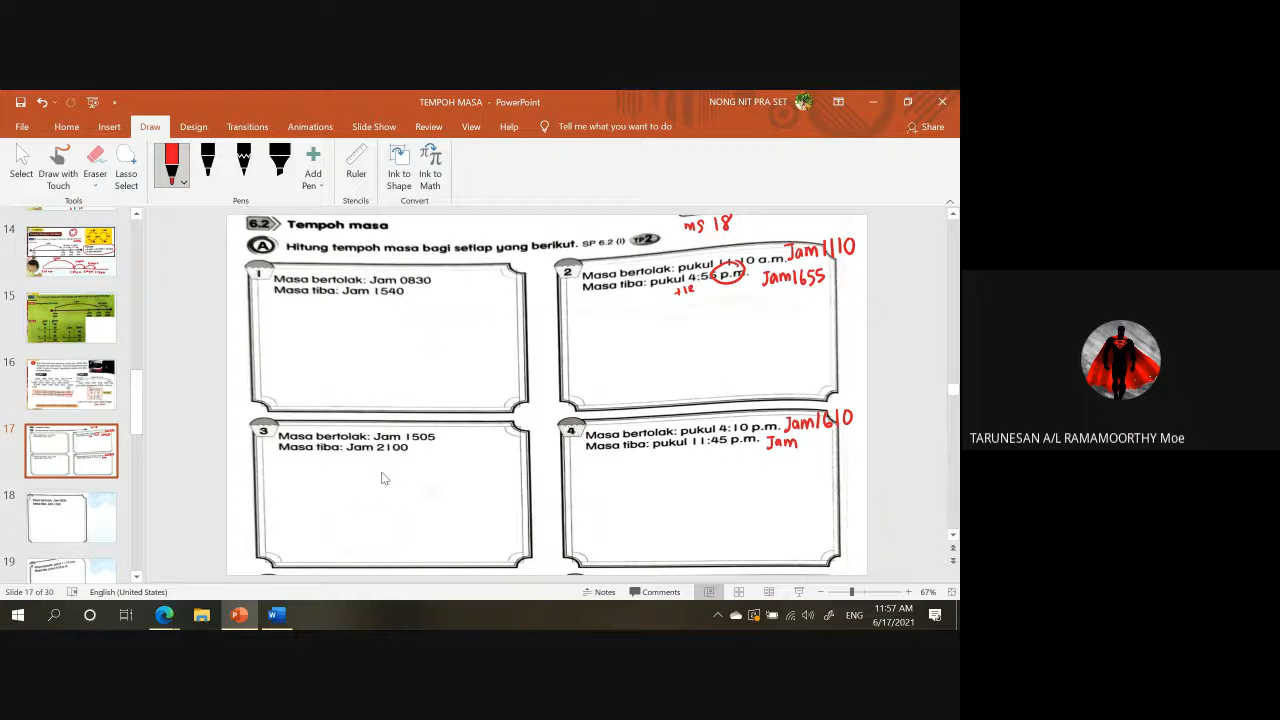 TEMPOH MASA - PowerPoint
NONG NIT PRA SET
File Home Insert Draw Design Transitions Animations Slide Show Review View Help Tell me what you want to do Share
Select
Draw with Touch
Eraser
Lasso Select
Add Pen
Ruler
Ink to Shape
Ink to Math
Tools Pens Stencils Convert
14
15
16
17
18
19
ms 18
6.2 Tempoh masa
A Hitung tempoh masa bagi setiap yang berikut. SP 6.2 (i) TP2
1 Masa bertolak: Jam 0830
Masa tiba: Jam 1540
2 Masa bertolak: pukul 11:10 a.m. Jam 1110
Masa tiba: pukul 4:55 p.m. Jam 1655
+12
3 Masa bertolak: Jam 1505
Masa tiba: Jam 2100
4 Masa bertolak: pukul 4:10 p.m. Jam 1610
Masa tiba: pukul 11:45 p.m. Jam
TARUNESAN A/L RAMAMOORTHY Moe
Slide 17 of 30 English (United States) Notes Comments 67%
ENG 11:57 AM
6/17/2021